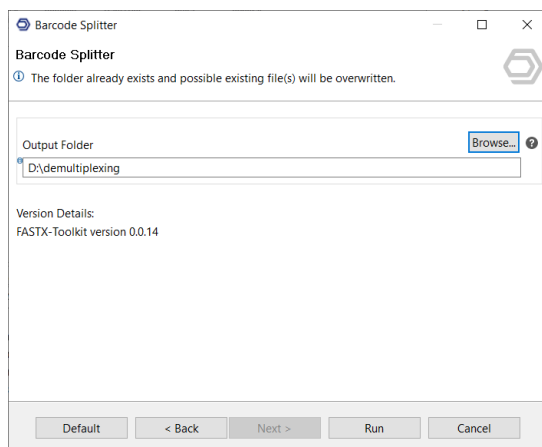 Barcode Splitter
Barcode Splitter
The folder already exists and possible existing file(s) will be overwritten.
Output Folder
Browse...
D:\demultiplexing
Version Details:
FASTX-Toolkit version 0.0.14
Default
< Back
Next >
Run
Cancel